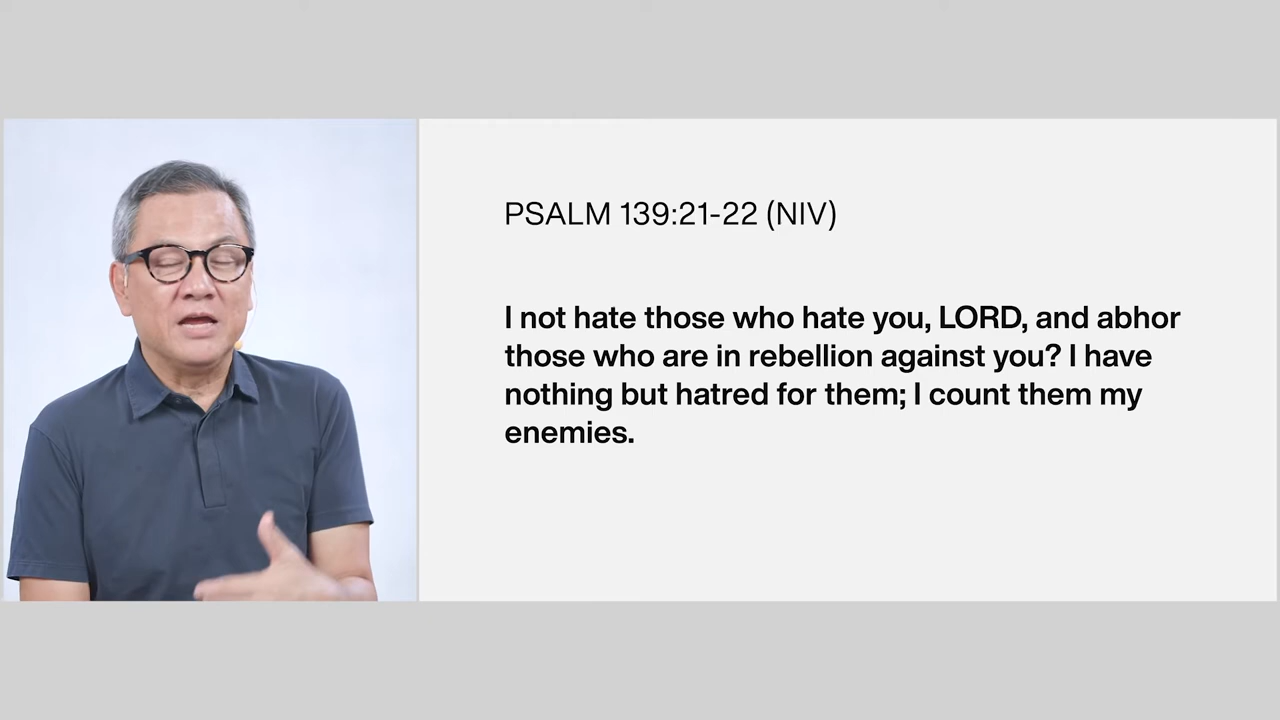 PSALM 139:21-22 (NIV)
I not hate those who hate you, LORD, and abhor
those who are in rebellion against you? I have
nothing but hatred for them; I count them my
enemies.